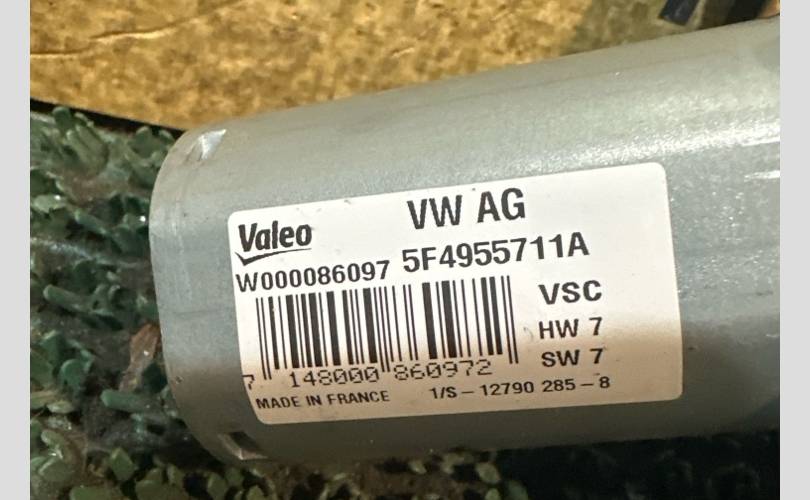 Valeo VW AG
W000086097 5F4955711A
VSC
HW 7
SW 7
7 148000 860972
MADE IN FRANCE 1/S-12790 285-8